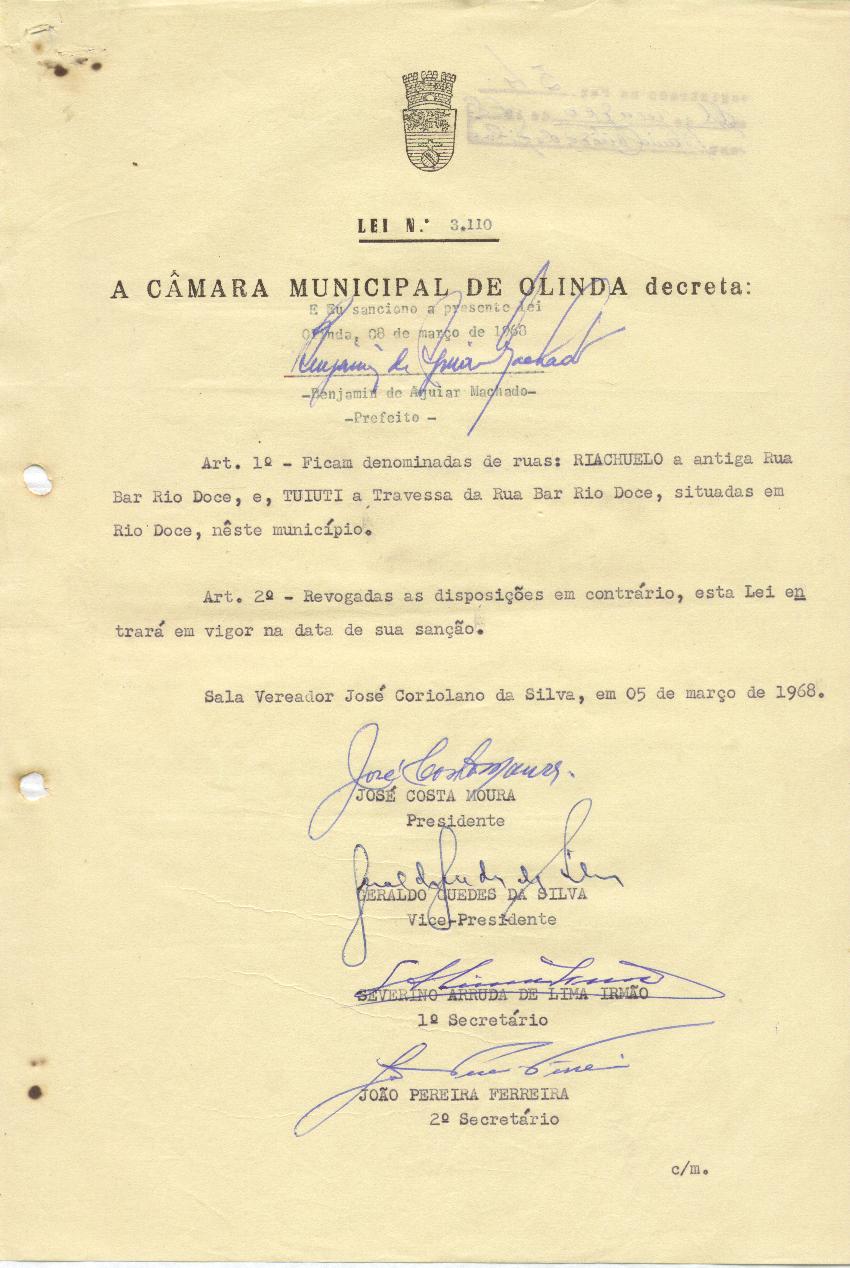 LEI N.° 3.110
A CÂMARA MUNICIPAL DE OLINDA decreta:
E Eu sanciono a presente lei
Olinda, 08 de março de 1968
Benjamin de Aguiar Machado
-Benjamin de Aguiar Machado-
-Prefeito -
Art. 1º - Ficam denominadas de ruas: RIACHUELO a antiga Rua
Bar Rio Doce, e, TUIUTI a Travessa da Rua Bar Rio Doce, situadas em
Rio Doce, nêste município.
Art. 2º - Revogadas as disposições em contrário, esta Lei en
trará em vigor na data de sua sanção.
Sala Vereador José Coriolano da Silva, em 05 de março de 1968.
José Costa Moura.
JOSÉ COSTA MOURA
Presidente
Geraldo Guedes da Silva
GERALDO GUEDES DA SILVA
Vice-Presidente
SEVERINO ARRUDA DE LIMA IRMÃO
1º Secretário
JOÃO PEREIRA FERREIRA
2º Secretário
c/m.